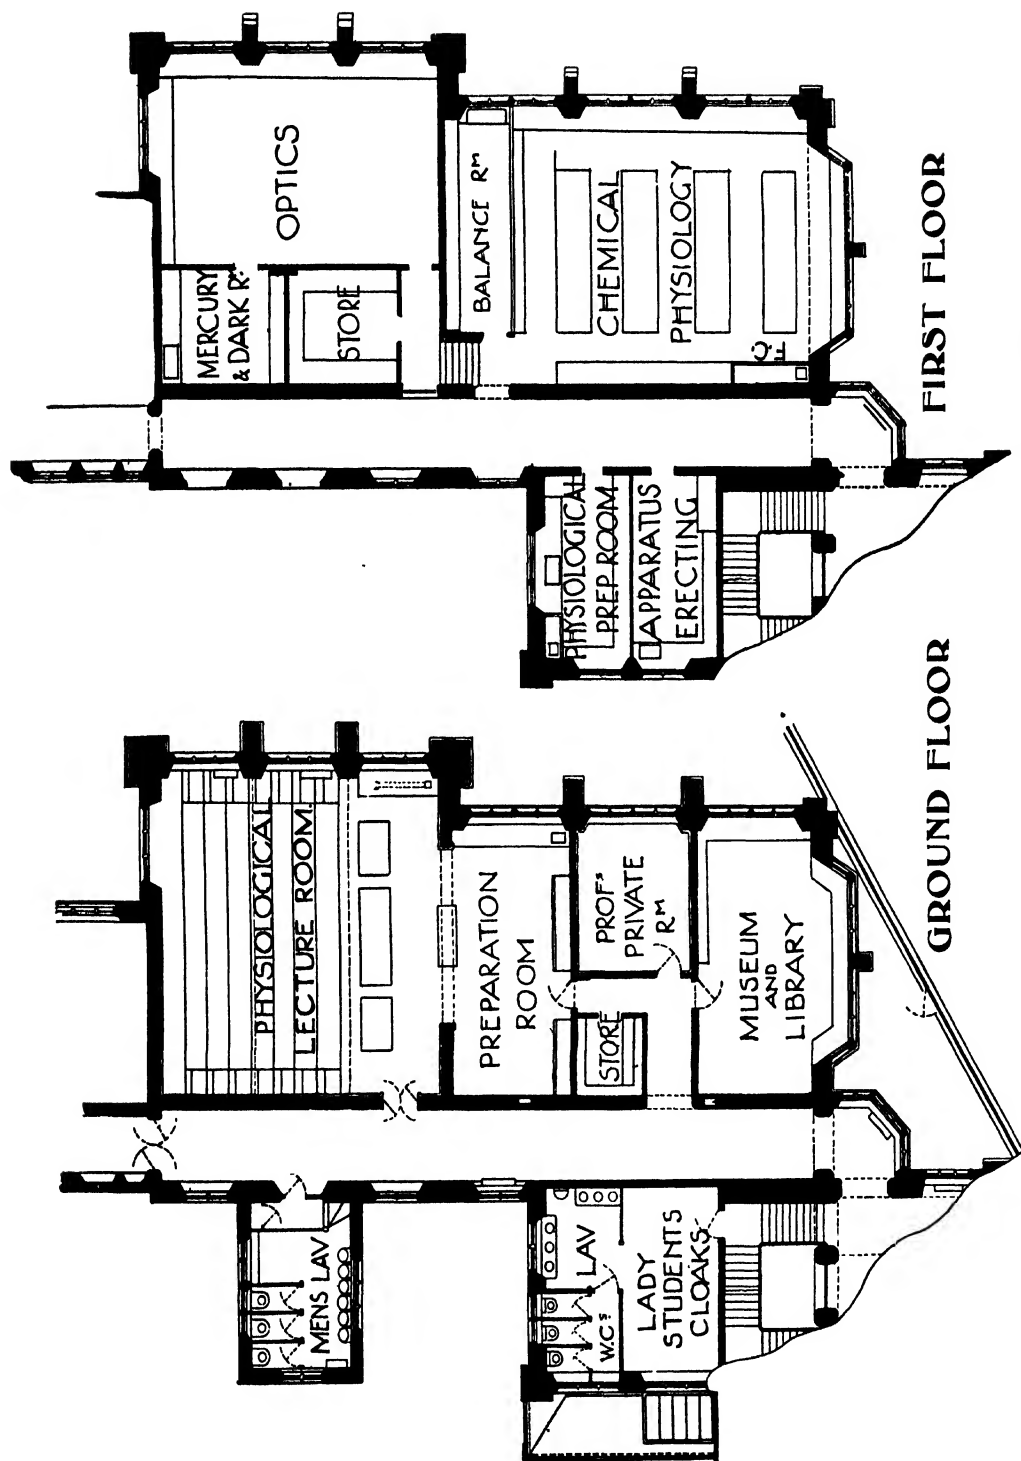 OPTICS
MERCURY
& DARK R.
STORE
BALANCE Rᴹ
CHEMICAL
PHYSIOLOGY
PHYSIOLOGICAL
PREP ROOM
APPARATUS
ERECTING
FIRST FLOOR
PHYSIOLOGICAL
LECTURE ROOM.
PREPARATION
ROOM
PROFˢ
PRIVATE
Rᴹ
STORE
MUSEUM
AND
LIBRARY
MENS LAV
LAV
W.Cˢ
LADY
STUDENTS
CLOAKS
GROUND FLOOR